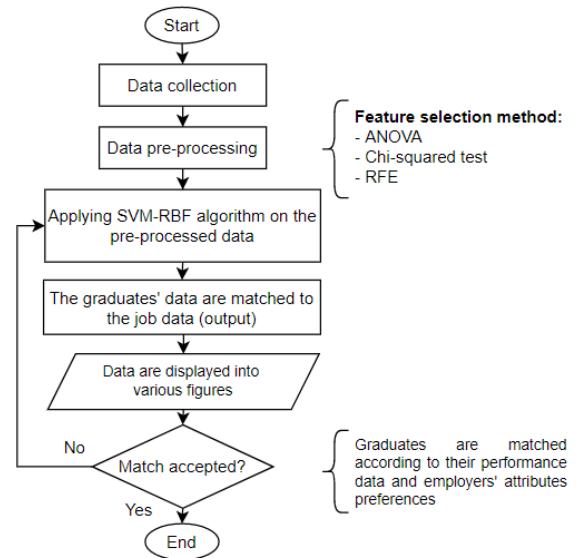 Start
Data collection
Data pre-processing
Feature selection method:
- ANOVA
- Chi-squared test
- RFE
Applying SVM-RBF algorithm on the
pre-processed data
The graduates' data are matched to
the job data (output)
Data are displayed into
various figures
No
Match accepted?
Graduates are matched
according to their performance
data and employers' attributes
preferences
Yes
End